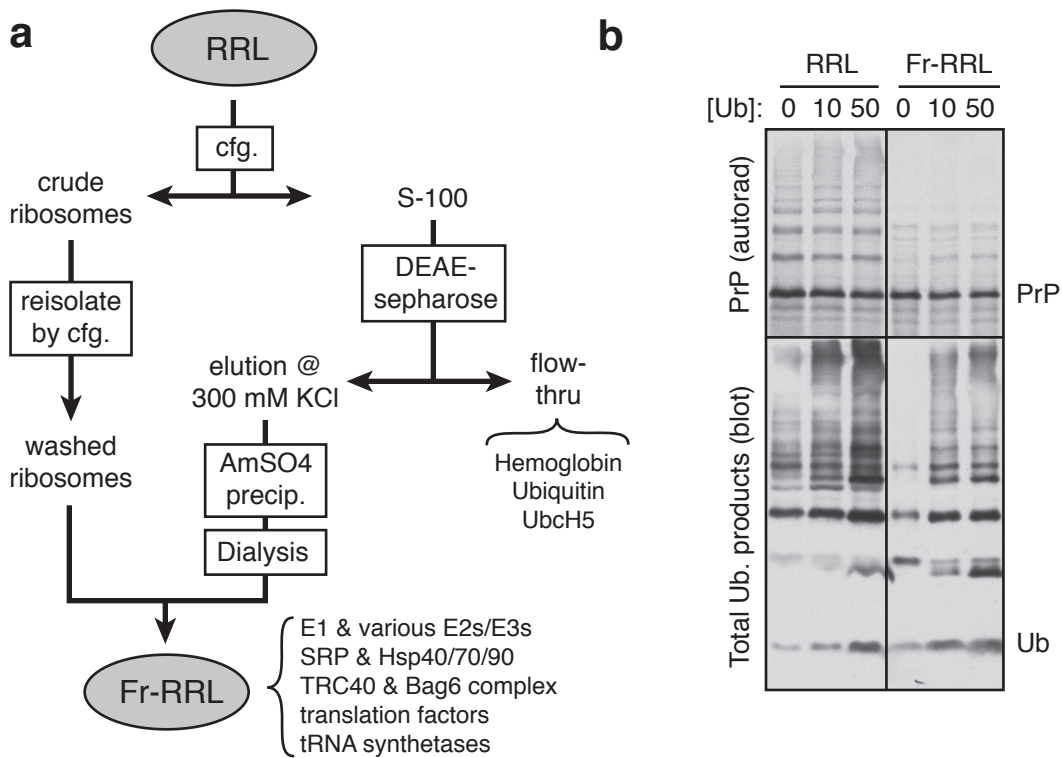 a
RRL
cfg.
crude
ribosomes
S-100
reisolate
by cfg.
DEAE-
sepharose
elution @
300 mM KCl
flow-
thru
washed
ribosomes
AmSO4
precip.
Hemoglobin
Ubiquitin
UbcH5
Dialysis
Fr-RRL
E1 & various E2s/E3s
SRP & Hsp40/70/90
TRC40 & Bag6 complex
translation factors
tRNA synthetases
b
RRL Fr-RRL
[Ub]: 0 10 50 0 10 50
PrP (autorad)
PrP
Total Ub. products (blot)
Ub